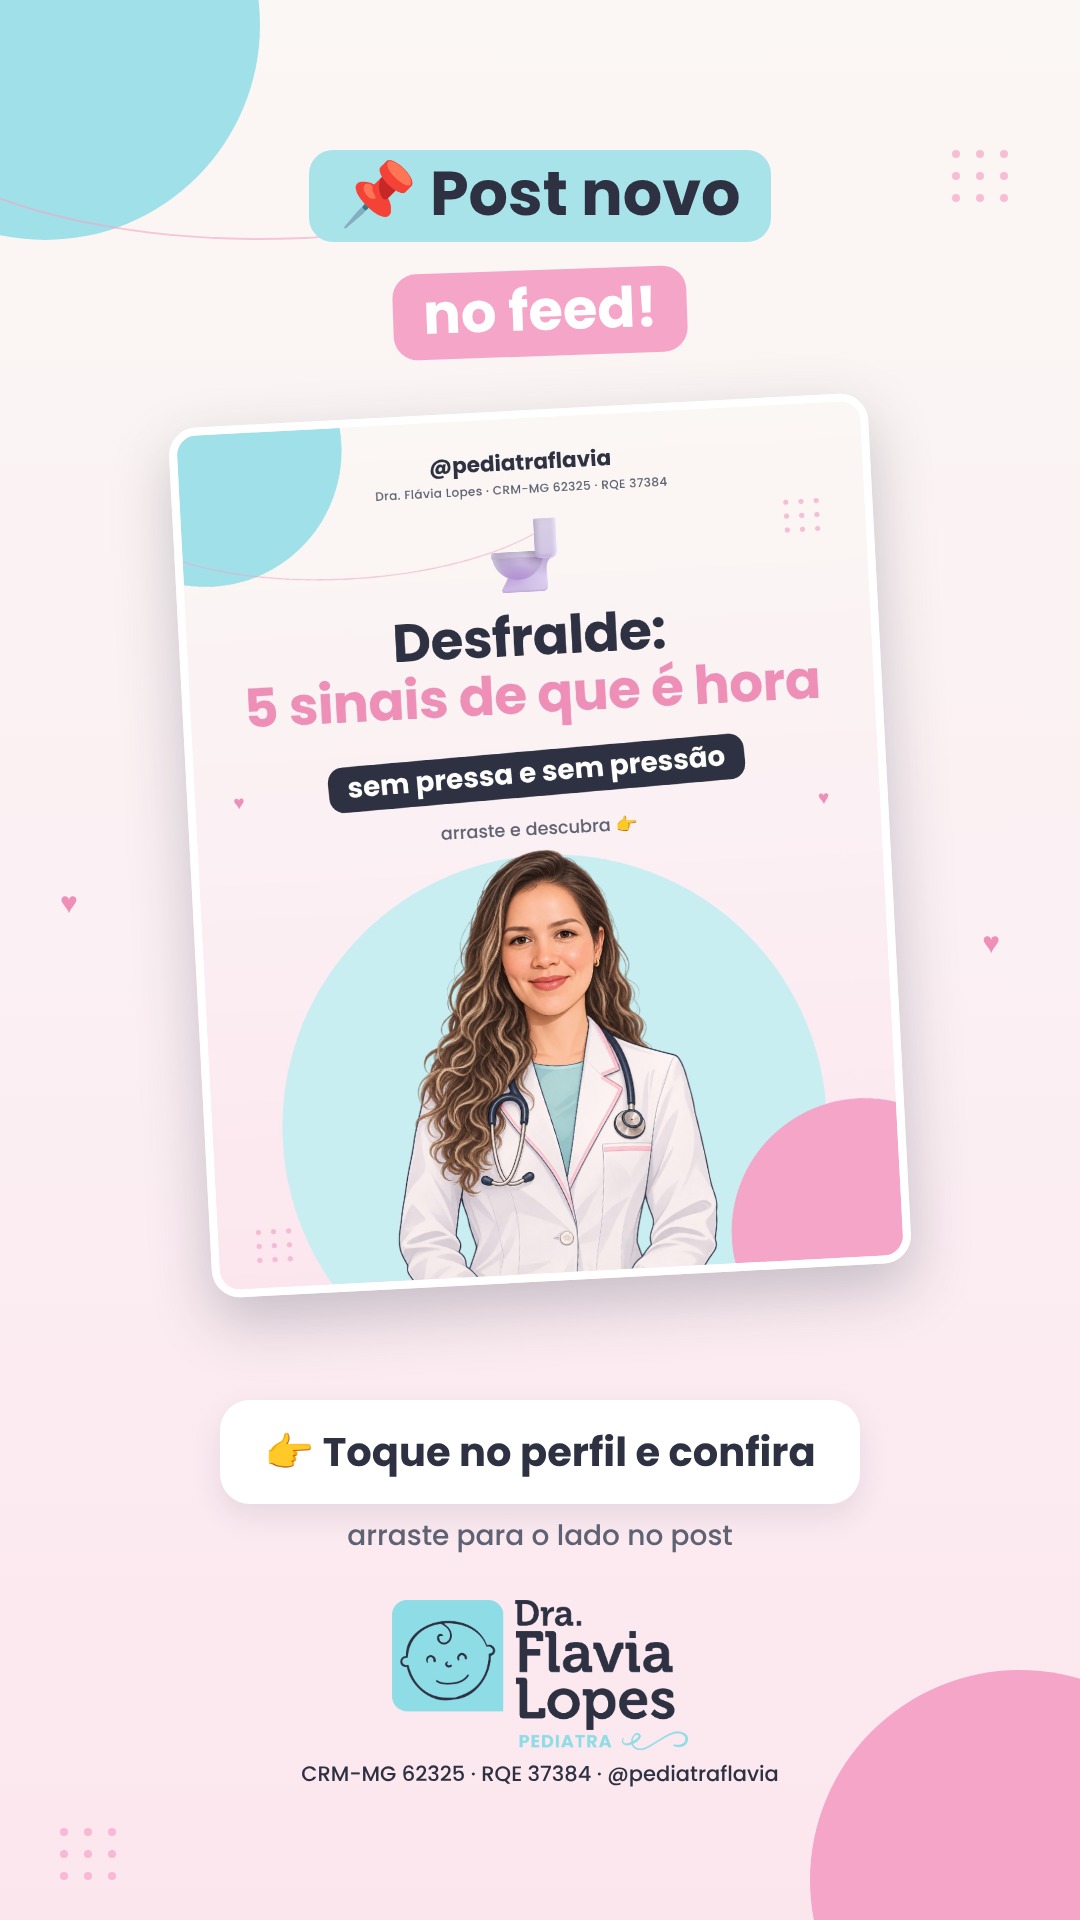 📌 Post novo
no feed!
@pediatraflavia
Dra. Flávia Lopes · CRM-MG 62325 · RQE 37384
Desfralde:
5 sinais de que é hora
sem pressa e sem pressão
arraste e descubra 👉
👉 Toque no perfil e confira
arraste para o lado no post
Dra.
Flavia
Lopes
PEDIATRA
CRM-MG 62325 · RQE 37384 · @pediatraflavia